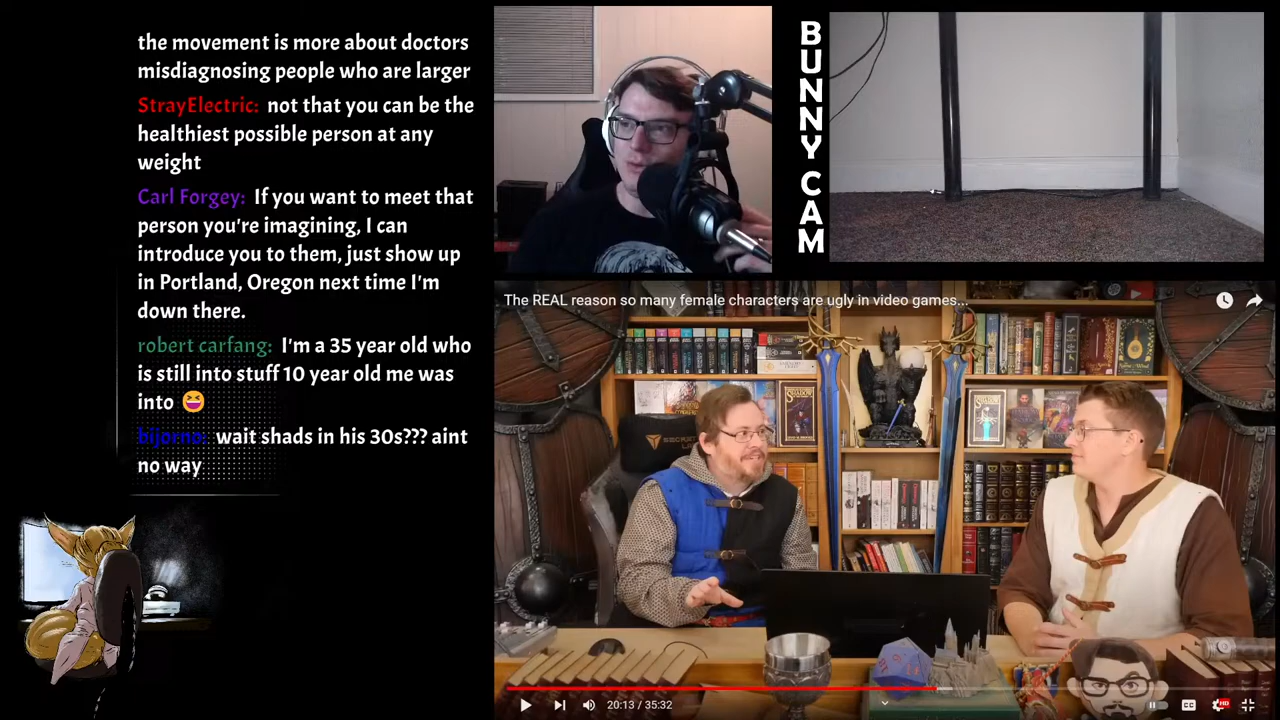 the movement is more about doctors
misdiagnosing people who are larger
StrayElectric: not that you can be the
healthiest possible person at any
weight
Carl Forgey: If you want to meet that
person you're imagining, I can
introduce you to them, just show up
in Portland, Oregon next time I'm
down there.
robert carfang: I'm a 35 year old who
is still into stuff 10 year old me was
into 😆
bijorno: wait shads in his 30s??? aint
no way
BUNNY CAM
The REAL reason so many female characters are ugly in video games...
20:13 / 35:32
CC
HD